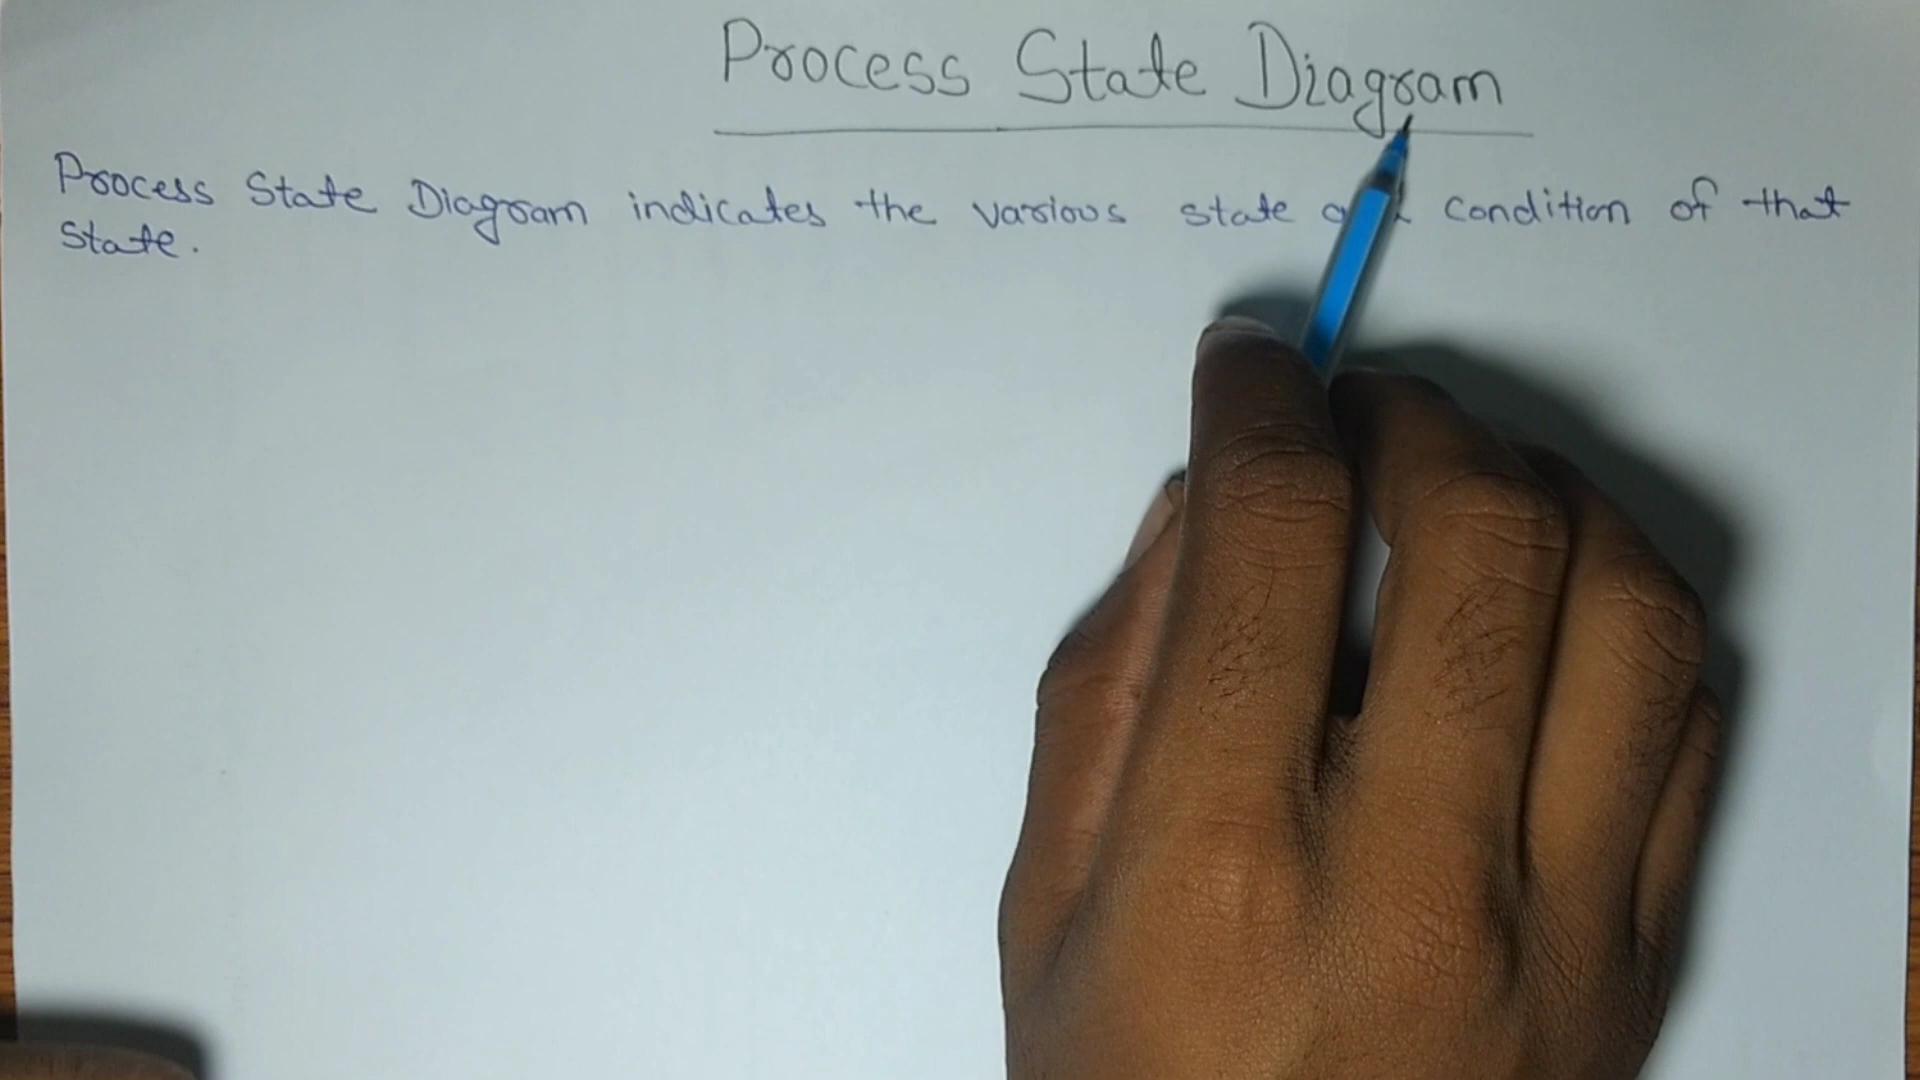 Process State Diagram
Process State Diagram indicates the various state condition of that
State.